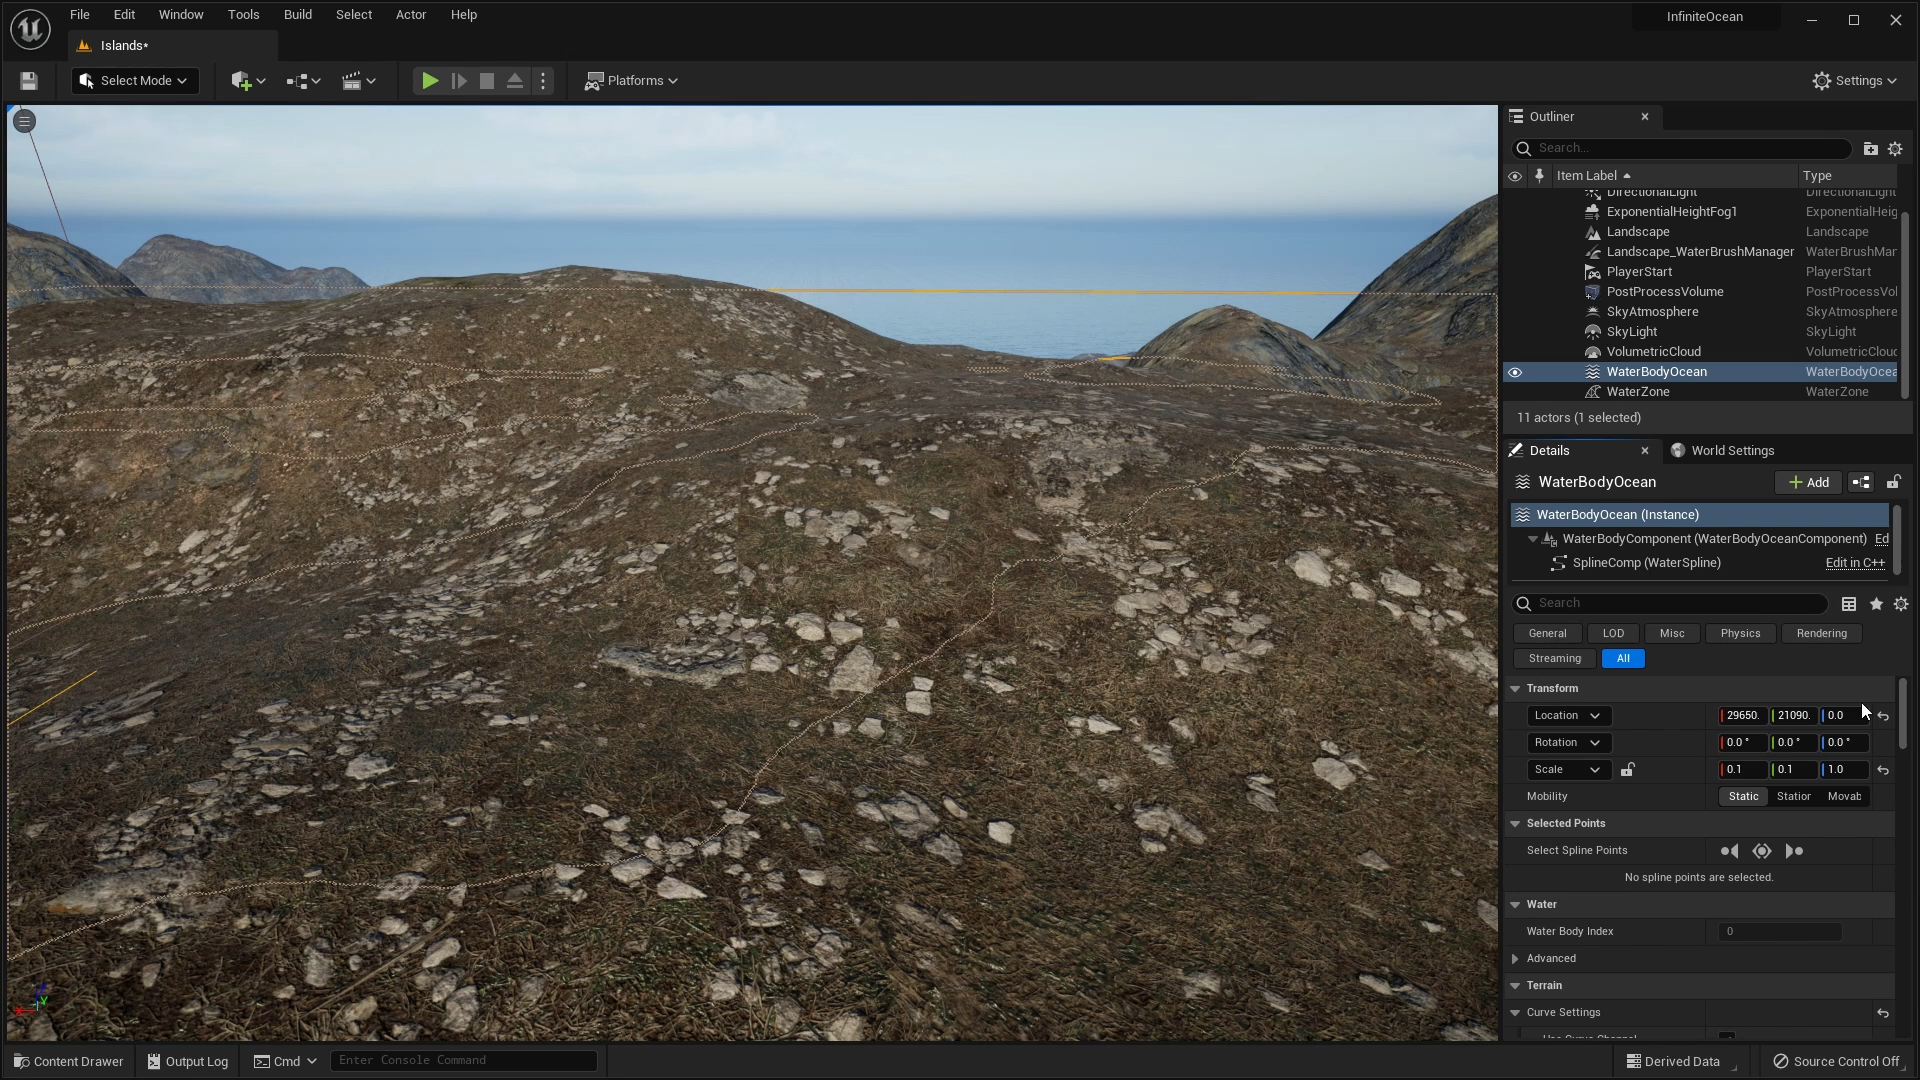 File Edit Window Tools Build Select Actor Help
InfiniteOcean
Islands*
Select Mode
Platforms
Settings
Outliner
Search...
Item Label Type
DirectionalLight DirectionalLight
ExponentialHeightFog1 ExponentialHeig
Landscape Landscape
Landscape_WaterBrushManager WaterBrushMar
PlayerStart PlayerStart
PostProcessVolume PostProcessVol
SkyAtmosphere SkyAtmosphere
SkyLight SkyLight
VolumetricCloud VolumetricClouc
WaterBodyOcean WaterBodyOcea
WaterZone WaterZone
11 actors (1 selected)
Details World Settings
WaterBodyOcean
Add
WaterBodyOcean (Instance)
WaterBodyComponent (WaterBodyOceanComponent) Ed
SplineComp (WaterSpline) Edit in C++
Search
General LOD Misc Physics Rendering
Streaming All
Transform
Location 29650. 21090. 0.0
Rotation 0.0 ° 0.0 ° 0.0 °
Scale 0.1 0.1 1.0
Mobility Static Statior Movab
Selected Points
Select Spline Points
No spline points are selected.
Water
Water Body Index 0
Advanced
Terrain
Curve Settings
Use Curve Channel
Y
Content Drawer Output Log Cmd Enter Console Command Derived Data Source Control Off